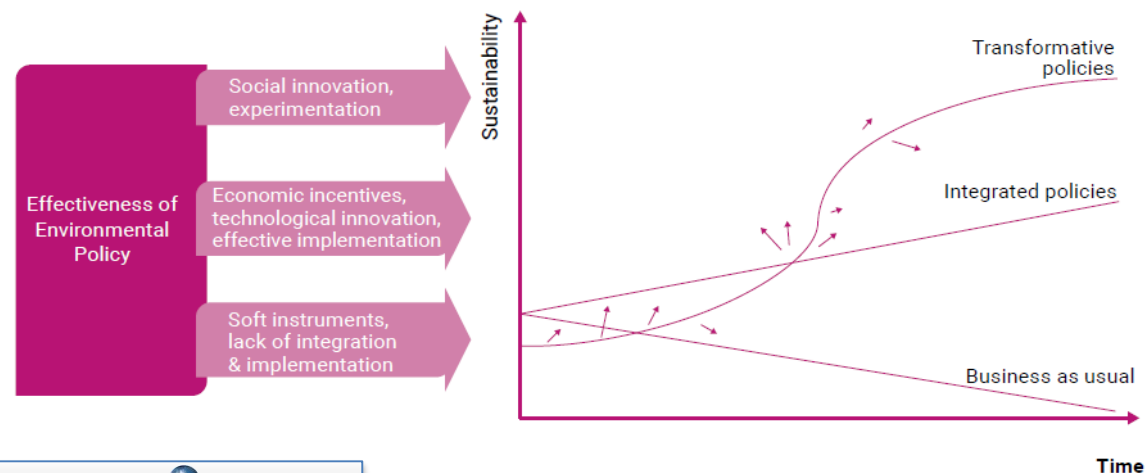 Effectiveness of
Environmental
Policy
Social innovation,
experimentation
Economic incentives,
technological innovation,
effective implementation
Soft instruments,
lack of integration
& implementation
Sustainability
Transformative
policies
Integrated policies
Business as usual
Time